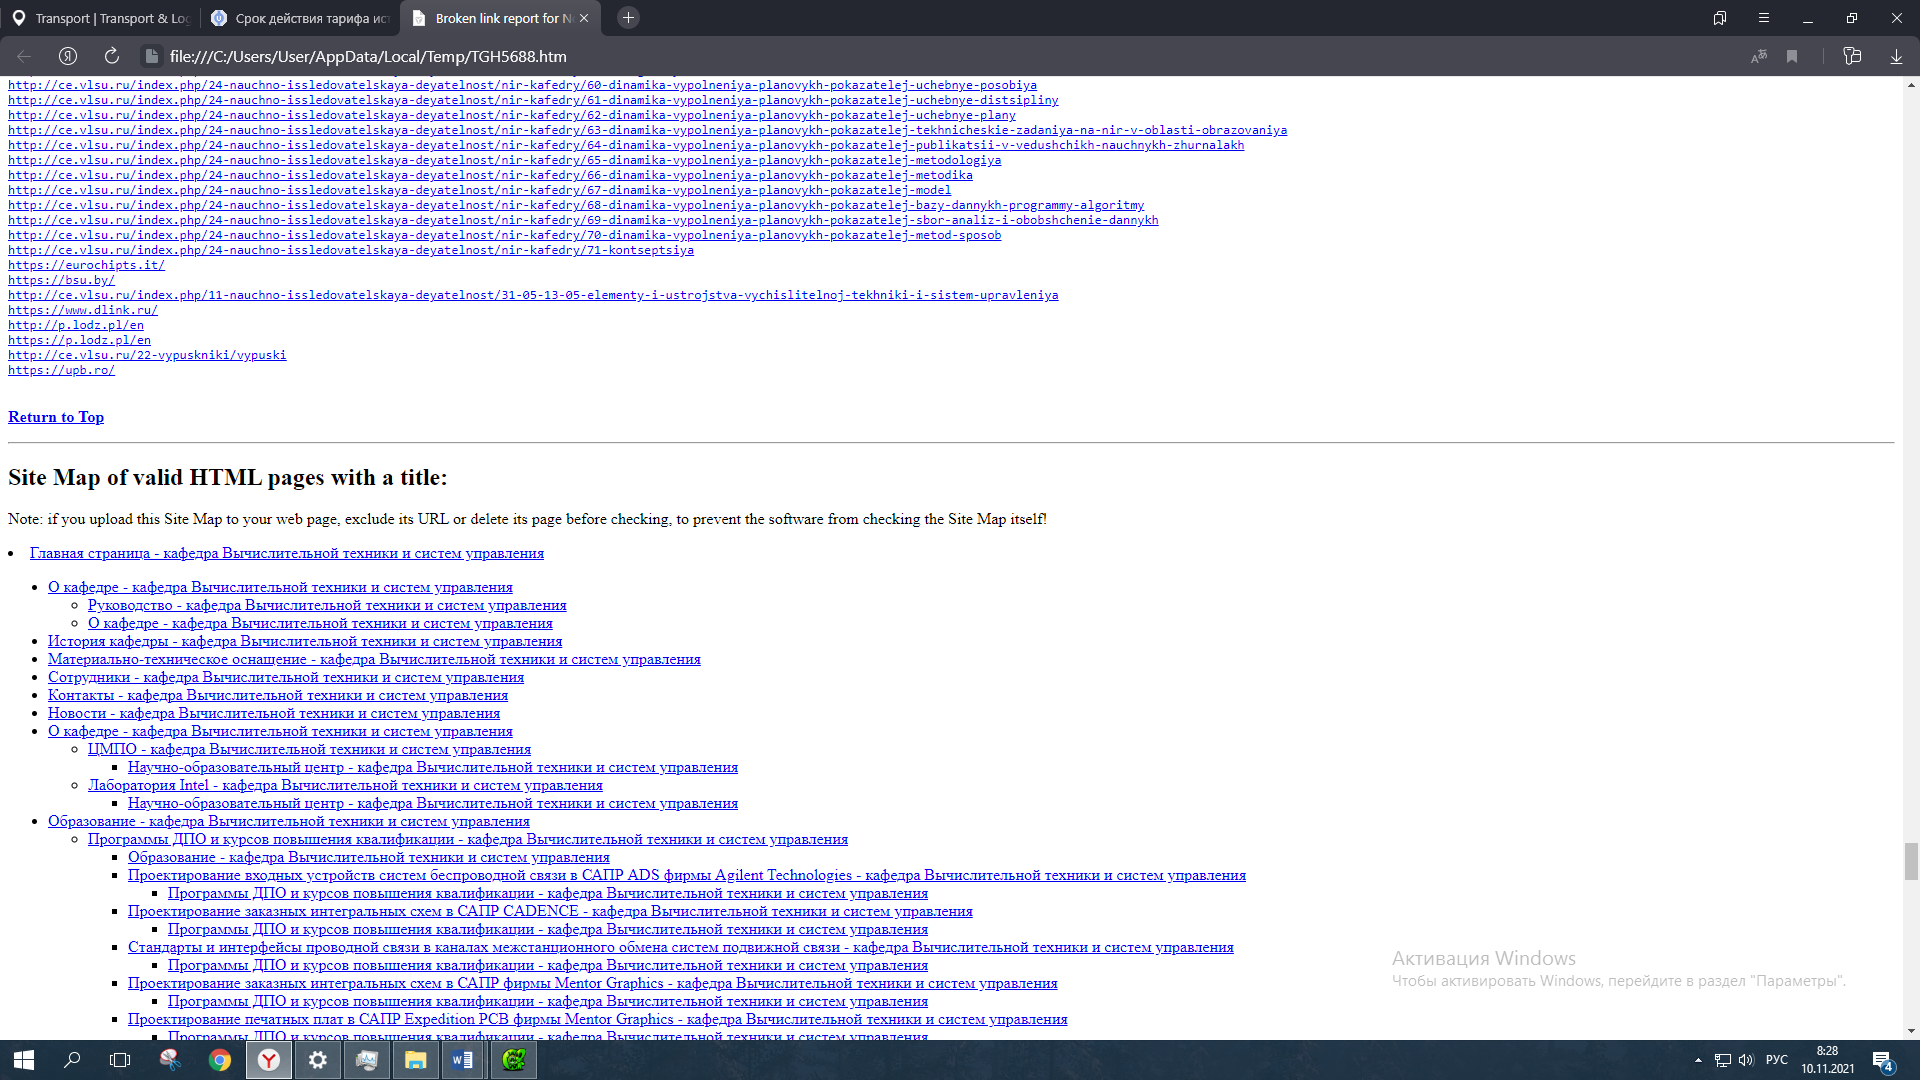 Transport | Transport & Log
Срок действия тарифа ис
Broken link report for N
file:///C:/Users/User/AppData/Local/Temp/TGH5688.htm
http://ce.vlsu.ru/index.php/24-nauchno-issledovatelskaya-deyatelnost/nir-kafedry/60-dinamika-vypolneniya-planovykh-pokazatelej-uchebnye-posobiya
http://ce.vlsu.ru/index.php/24-nauchno-issledovatelskaya-deyatelnost/nir-kafedry/61-dinamika-vypolneniya-planovykh-pokazatelej-uchebnye-distsipliny
http://ce.vlsu.ru/index.php/24-nauchno-issledovatelskaya-deyatelnost/nir-kafedry/62-dinamika-vypolneniya-planovykh-pokazatelej-uchebnye-plany
http://ce.vlsu.ru/index.php/24-nauchno-issledovatelskaya-deyatelnost/nir-kafedry/63-dinamika-vypolneniya-planovykh-pokazatelej-tekhnicheskie-zadaniya-na-nir-v-oblasti-obrazovaniya
http://ce.vlsu.ru/index.php/24-nauchno-issledovatelskaya-deyatelnost/nir-kafedry/64-dinamika-vypolneniya-planovykh-pokazatelej-publikatsii-v-vedushchikh-nauchnykh-zhurnalakh
http://ce.vlsu.ru/index.php/24-nauchno-issledovatelskaya-deyatelnost/nir-kafedry/65-dinamika-vypolneniya-planovykh-pokazatelej-metodologiya
http://ce.vlsu.ru/index.php/24-nauchno-issledovatelskaya-deyatelnost/nir-kafedry/66-dinamika-vypolneniya-planovykh-pokazatelej-metodika
http://ce.vlsu.ru/index.php/24-nauchno-issledovatelskaya-deyatelnost/nir-kafedry/67-dinamika-vypolneniya-planovykh-pokazatelej-model
http://ce.vlsu.ru/index.php/24-nauchno-issledovatelskaya-deyatelnost/nir-kafedry/68-dinamika-vypolneniya-planovykh-pokazatelej-bazy-dannykh-programmy-algoritmy
http://ce.vlsu.ru/index.php/24-nauchno-issledovatelskaya-deyatelnost/nir-kafedry/69-dinamika-vypolneniya-planovykh-pokazatelej-sbor-analiz-i-obobshchenie-dannykh
http://ce.vlsu.ru/index.php/24-nauchno-issledovatelskaya-deyatelnost/nir-kafedry/70-dinamika-vypolneniya-planovykh-pokazatelej-metod-sposob
http://ce.vlsu.ru/index.php/24-nauchno-issledovatelskaya-deyatelnost/nir-kafedry/71-kontseptsiya
https://eurochipts.it/
https://bsu.by/
http://ce.vlsu.ru/index.php/11-nauchno-issledovatelskaya-deyatelnost/31-05-13-05-elementy-i-ustrojstva-vychislitelnoj-tekhniki-i-sistem-upravleniya
https://www.dlink.ru/
http://p.lodz.pl/en
https://p.lodz.pl/en
http://ce.vlsu.ru/22-vypuskniki/vypuski
https://upb.ro/
Return to Top
Site Map of valid HTML pages with a title:
Note: if you upload this Site Map to your web page, exclude its URL or delete its page before checking, to prevent the software from checking the Site Map itself!
Главная страница - кафедра Вычислительной техники и систем управления
О кафедре - кафедра Вычислительной техники и систем управления
Руководство - кафедра Вычислительной техники и систем управления
О кафедре - кафедра Вычислительной техники и систем управления
История кафедры - кафедра Вычислительной техники и систем управления
Материально-техническое оснащение - кафедра Вычислительной техники и систем управления
Сотрудники - кафедра Вычислительной техники и систем управления
Контакты - кафедра Вычислительной техники и систем управления
Новости - кафедра Вычислительной техники и систем управления
О кафедре - кафедра Вычислительной техники и систем управления
ЦМПО - кафедра Вычислительной техники и систем управления
Научно-образовательный центр - кафедра Вычислительной техники и систем управления
Лаборатория Intel - кафедра Вычислительной техники и систем управления
Научно-образовательный центр - кафедра Вычислительной техники и систем управления
Образование - кафедра Вычислительной техники и систем управления
Программы ДПО и курсов повышения квалификации - кафедра Вычислительной техники и систем управления
Образование - кафедра Вычислительной техники и систем управления
Проектирование входных устройств систем беспроводной связи в САПР ADS фирмы Agilent Technologies - кафедра Вычислительной техники и систем управления
Программы ДПО и курсов повышения квалификации - кафедра Вычислительной техники и систем управления
Проектирование заказных интегральных схем в САПР CADENCE - кафедра Вычислительной техники и систем управления
Программы ДПО и курсов повышения квалификации - кафедра Вычислительной техники и систем управления
Стандарты и интерфейсы проводной связи в каналах межстанционного обмена систем подвижной связи - кафедра Вычислительной техники и систем управления
Программы ДПО и курсов повышения квалификации - кафедра Вычислительной техники и систем управления
Проектирование заказных интегральных схем в САПР фирмы Mentor Graphics - кафедра Вычислительной техники и систем управления
Программы ДПО и курсов повышения квалификации - кафедра Вычислительной техники и систем управления
Проектирование печатных плат в САПР Expedition PCB фирмы Mentor Graphics - кафедра Вычислительной техники и систем управления
Программы ДПО и курсов повышения квалификации - кафедра Вычислительной техники и систем управления
Активация Windows
Чтобы активировать Windows, перейдите в раздел "Параметры".
РУС
8:28
10.11.2021
4